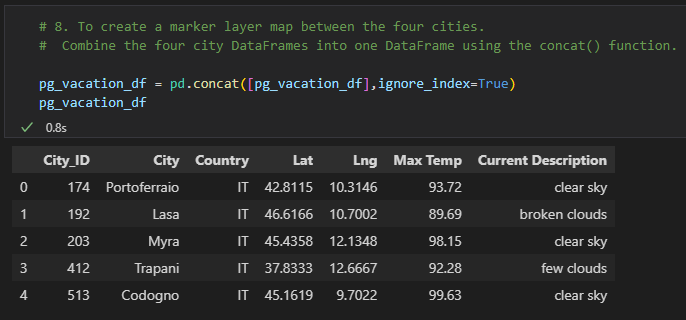 # 8. To create a marker layer map between the four cities.
#  Combine the four city DataFrames into one DataFrame using the concat() function.
pg_vacation_df = pd.concat([pg_vacation_df],ignore_index=True)
pg_vacation_df
0.8s
City_ID City Country Lat Lng Max Temp Current Description
0 174 Portoferraio IT 42.8115 10.3146 93.72 clear sky
1 192 Lasa IT 46.6166 10.7002 89.69 broken clouds
2 203 Myra IT 45.4358 12.1348 98.15 clear sky
3 412 Trapani IT 37.8333 12.6667 92.28 few clouds
4 513 Codogno IT 45.1619 9.7022 99.63 clear sky